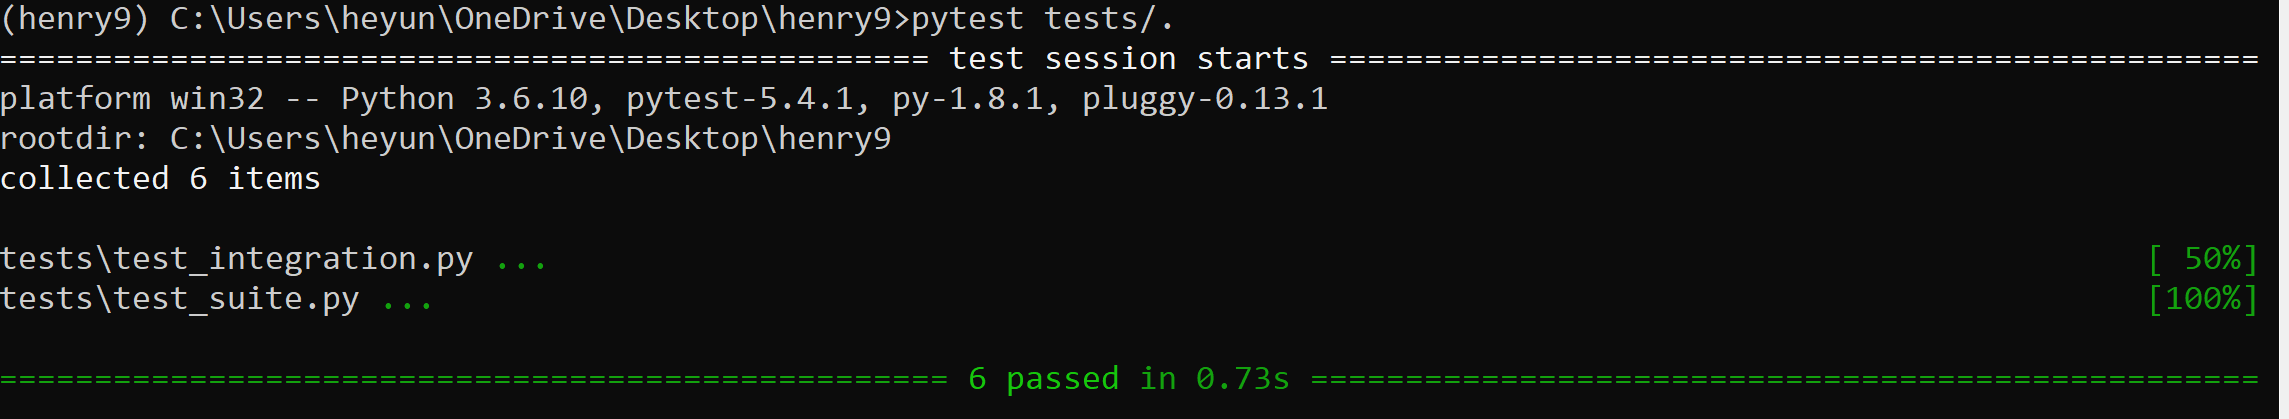 (henry9) C:\Users\heyun\OneDrive\Desktop\henry9>pytest tests/.
================================================= test session starts =================================================
platform win32 -- Python 3.6.10, pytest-5.4.1, py-1.8.1, pluggy-0.13.1
rootdir: C:\Users\heyun\OneDrive\Desktop\henry9
collected 6 items
tests\test_integration.py ... [ 50%]
tests\test_suite.py ... [100%]
================================================== 6 passed in 0.73s ==================================================